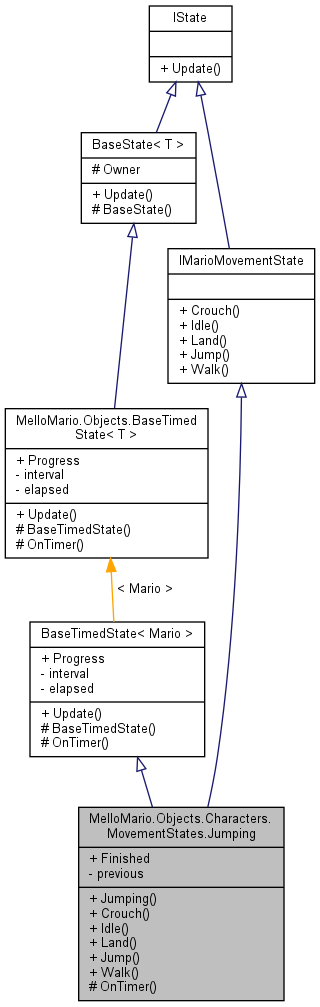 IState
+ Update()
BaseState< T >
# Owner
+ Update()
# BaseState()
IMarioMovementState
+ Crouch()
+ Idle()
+ Land()
+ Jump()
+ Walk()
MelloMario.Objects.BaseTimed
State< T >
+ Progress
- interval
- elapsed
+ Update()
# BaseTimedState()
# OnTimer()
< Mario >
BaseTimedState< Mario >
+ Progress
- interval
- elapsed
+ Update()
# BaseTimedState()
# OnTimer()
MelloMario.Objects.Characters.
MovementStates.Jumping
+ Finished
- previous
+ Jumping()
+ Crouch()
+ Idle()
+ Land()
+ Jump()
+ Walk()
# OnTimer()